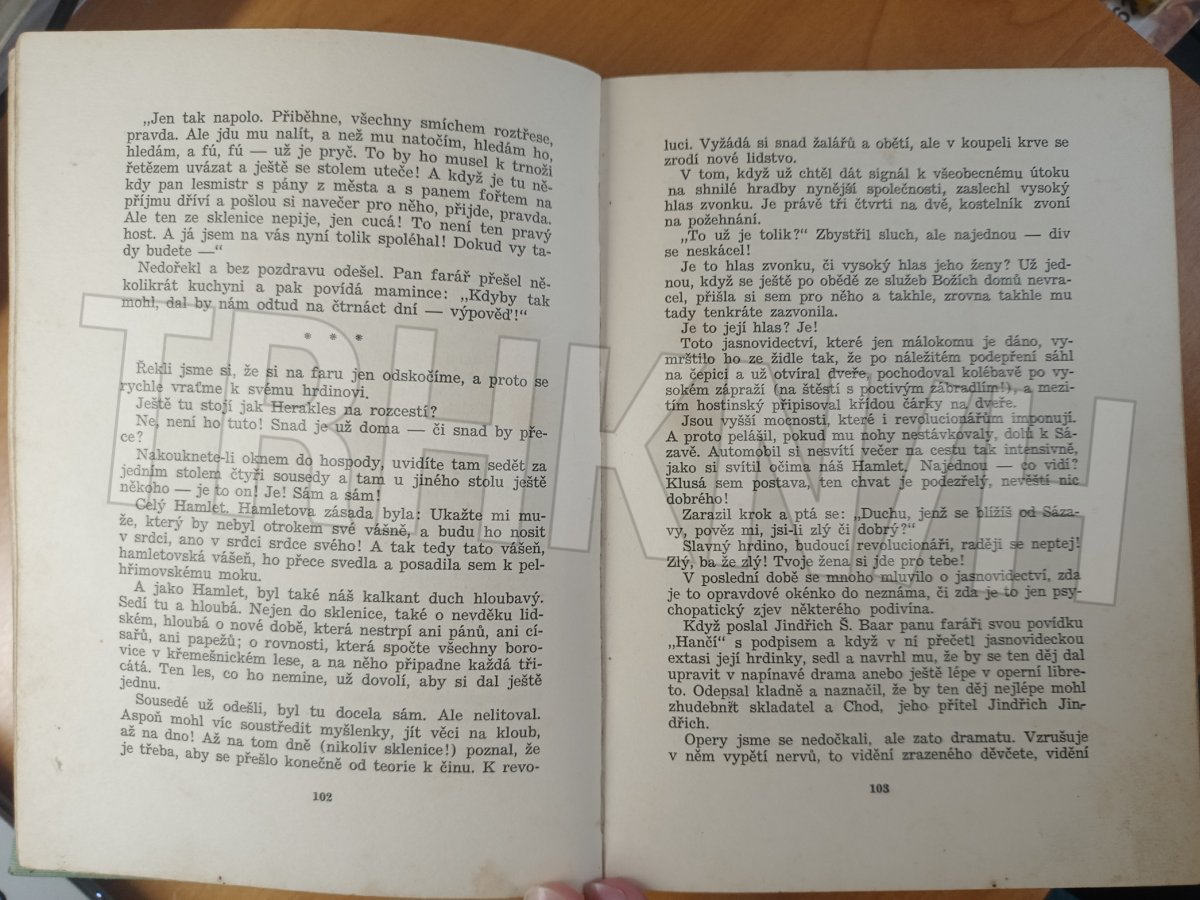 „Jen tak napolo. Přiběhne, všechny smíchem roztřese,
pravda. Ale jdu mu nalít, a než mu natočím, hledám ho,
hledám, a fú, fú — už je pryč. To by ho musel k trnoži
řetězem uvázat a ještě se stolem uteče! A když je tu ně-
kdy pan lesmistr s pány z města a s panem fořtem na
příjmu dříví a pošlou si navečer pro něho, přijde, pravda.
Ale ten ze sklenice nepije, jen cucá! To není ten pravý
host. A já jsem na vás nyní tolik spoléhal! Dokud vy ta-
dy budete —“
Nedořekl a bez pozdravu odešel. Pan farář přešel ně-
kolikrát kuchyni a pak povídá mamince: „Kdyby tak
mohl, dal by nám odtud na čtrnáct dní — výpověď!“
* * *
Řekli jsme si, že si na faru jen odskočíme, a proto se
rychle vraťme k svému hrdinovi.
Ještě tu stojí jak Herakles na rozcestí?
Ne, není ho tuto! Snad je už doma — či snad by pře-
ce?
Nakouknete-li oknem do hospody, uvidíte tam sedět za
jedním stolem čtyři sousedy a tam u jiného stolu ještě
někoho — je to on! Je! Sám a sám!
Celý Hamlet. Hamletova zásada byla: Ukažte mi mu-
že, který by nebyl otrokem své vášně, a budu ho nosit
v srdci, ano v srdci srdce svého! A tak tedy tato vášeň,
hamletovská vášeň, ho přece svedla a posadila sem k pel-
hřimovskému moku.
A jako Hamlet, byl také náš kalkant duch hloubavý.
Sedí tu a hloubá. Nejen do sklenice, také o nevděku lid-
ském, hloubá o nové době, která nestrpí ani pánů, ani cí-
sařů, ani papežů; o rovnosti, která spočte všechny boro-
vice v křemešnickém lese, a na něho připadne každá tři-
cátá. Ten les, co ho nemine, už dovolí, aby si dal ještě
jednu.
Sousedé už odešli, byl tu docela sám. Ale nelitoval.
Aspoň mohl víc soustředit myšlenky, jít věci na kloub,
až na dno! Až na tom dně (nikoliv sklenice!) poznal, že
je třeba, aby se přešlo konečně od teorie k činu. K revo-
102
luci. Vyžádá si snad žalářů a obětí, ale v koupeli krve se
zrodí nové lidstvo.
V tom, když už chtěl dát signál k všeobecnému útoku
na shnilé hradby nynější společnosti, zaslechl vysoký
hlas zvonku. Je právě tři čtvrti na dvě, kostelník zvoní
na požehnání.
„To už je tolik?“ Zbystřil sluch, ale najednou — div
se neskácel!
Je to hlas zvonku, či vysoký hlas jeho ženy? Už jed-
nou, když se ještě po obědě ze služeb Božích domů nevra-
cel, přišla si sem pro něho a takhle, zrovna takhle mu
tady tenkráte zazvonila.
Je to její hlas? Je!
Toto jasnovidectví, které jen málokomu je dáno, vy-
mrštilo ho ze židle tak, že po náležitém podepření sáhl
na čepici a už otvíral dveře, pochodoval kolébavě po vy-
sokém zápraží (na štěstí s poctivým zábradlím!), a mezi-
tím hostinský připisoval křídou čárky na dveře.
Jsou vyšší mocnosti, které i revolucionářům imponují.
A proto pelášil, pokud mu nohy nestávkovaly, dolů k Sá-
zavě. Automobil si nesvítí večer na cestu tak intensivně,
jako si svítil očima náš Hamlet. Najednou — co vidí?
Klusá sem postava, ten chvat je podezřelý, nevěští nic
dobrého!
Zarazil krok a ptá se: „Duchu, jenž se blížíš od Sáza-
vy, pověz mi, jsi-li zlý či dobrý?“
Slavný hrdino, budoucí revolucionáři, raději se neptej!
Zlý, ba že zlý! Tvoje žena si jde pro tebe!
V poslední době se mnoho mluvilo o jasnovidectví, zda
je to opravdové okénko do neznáma, či zda je to jen psy-
chopatický zjev některého podivína.
Když poslal Jindřich Š. Baar panu faráři svou povídku
„Hančí“ s podpisem a když v ní přečetl jasnovideckou
extasi její hrdinky, sedl a navrhl mu, že by se ten děj dal
upravit v napínavé drama anebo ještě lépe v operní libre-
to. Odepsal kladně a naznačil, že by ten děj nejlépe mohl
zhudebnit skladatel a Chod, jeho přítel Jindřich Jin-
dřich.
Opery jsme se nedočkali, ale zato dramatu. Vzrušuje
v něm vypětí nervů, to vidění zrazeného děvčete, vidění
103
TRHKNIH